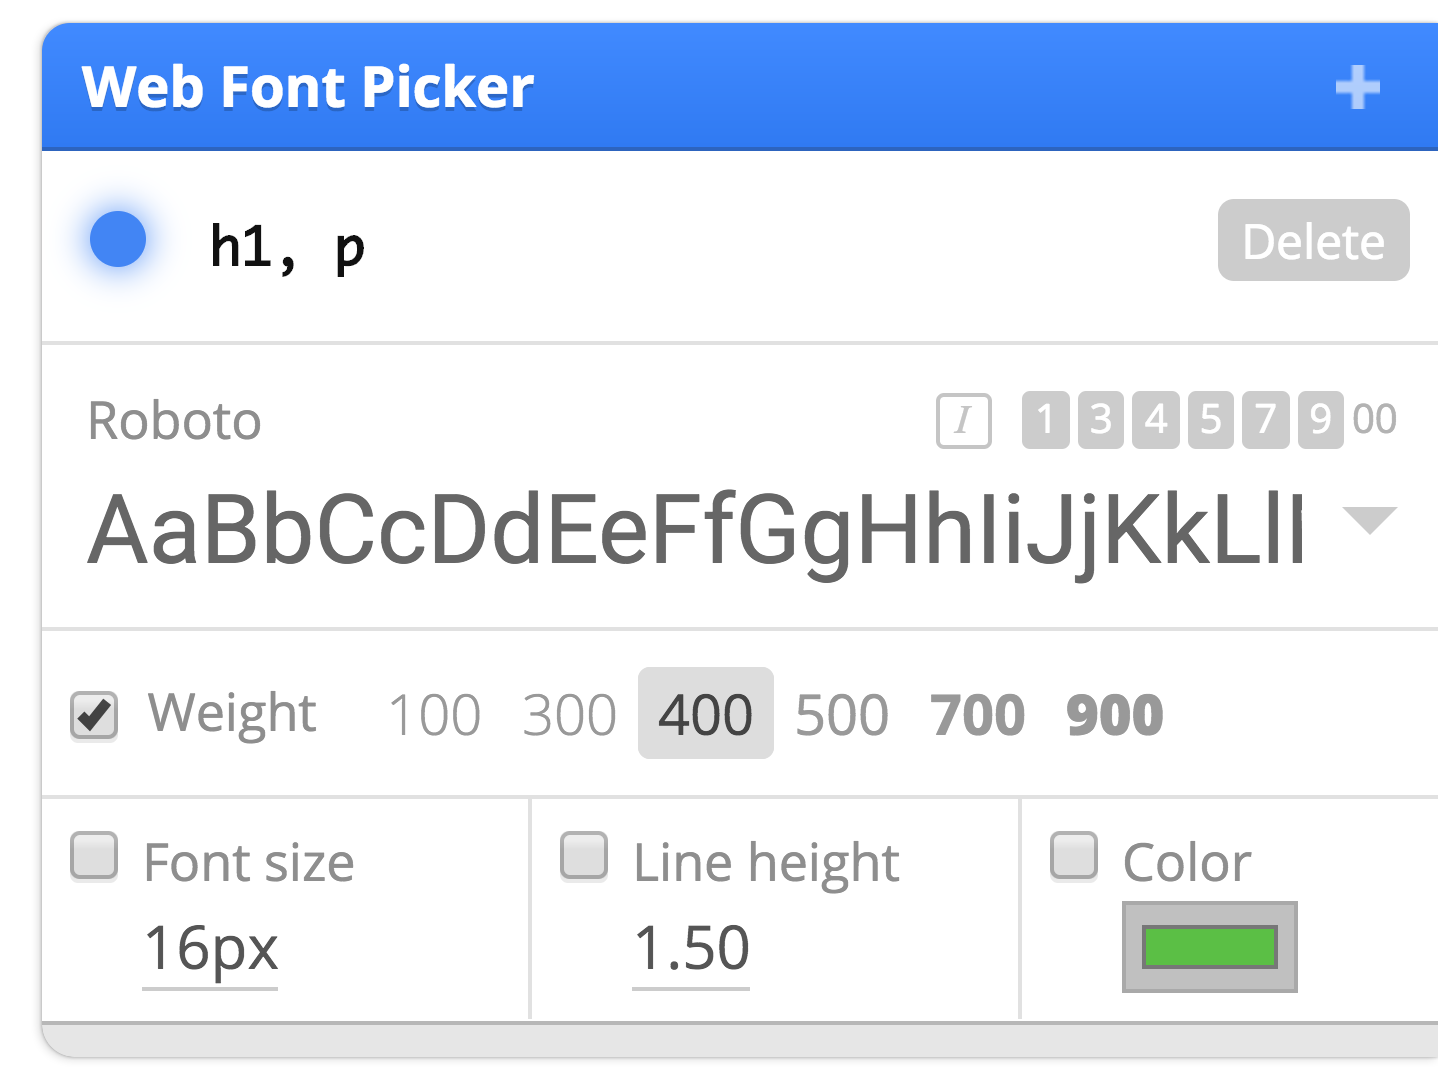 Web Font Picker +
h1, p Delete
Roboto I 1 3 4 5 7 9 00
AaBbCcDdEeFfGgHhIiJjKkLl
Weight 100 300 400 500 700 900
Font size Line height Color
16px 1.50